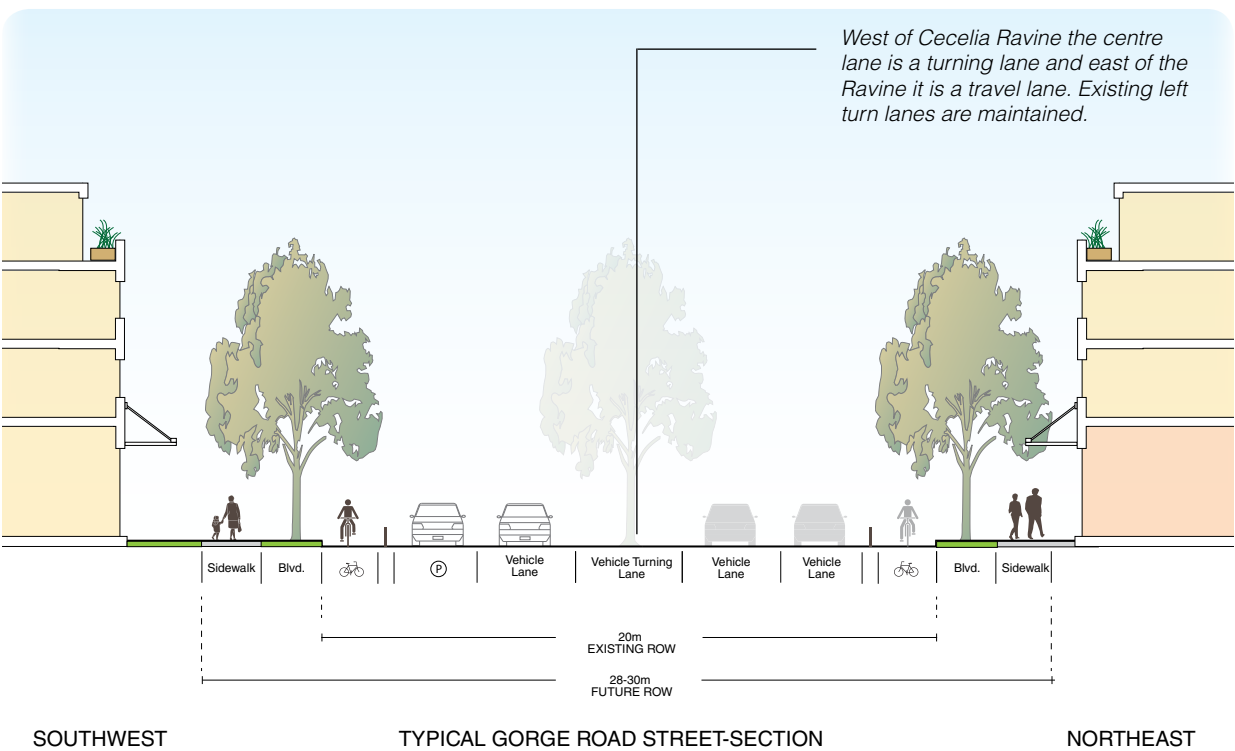 West of Cecelia Ravine the centre
lane is a turning lane and east of the
Ravine it is a travel lane. Existing left
turn lanes are maintained.
Sidewalk
Blvd.
P
Vehicle
Lane
Vehicle Turning
Lane
Vehicle
Lane
Vehicle
Lane
Blvd.
Sidewalk
20m
EXISTING ROW
28-30m
FUTURE ROW
SOUTHWEST
TYPICAL GORGE ROAD STREET-SECTION
NORTHEAST